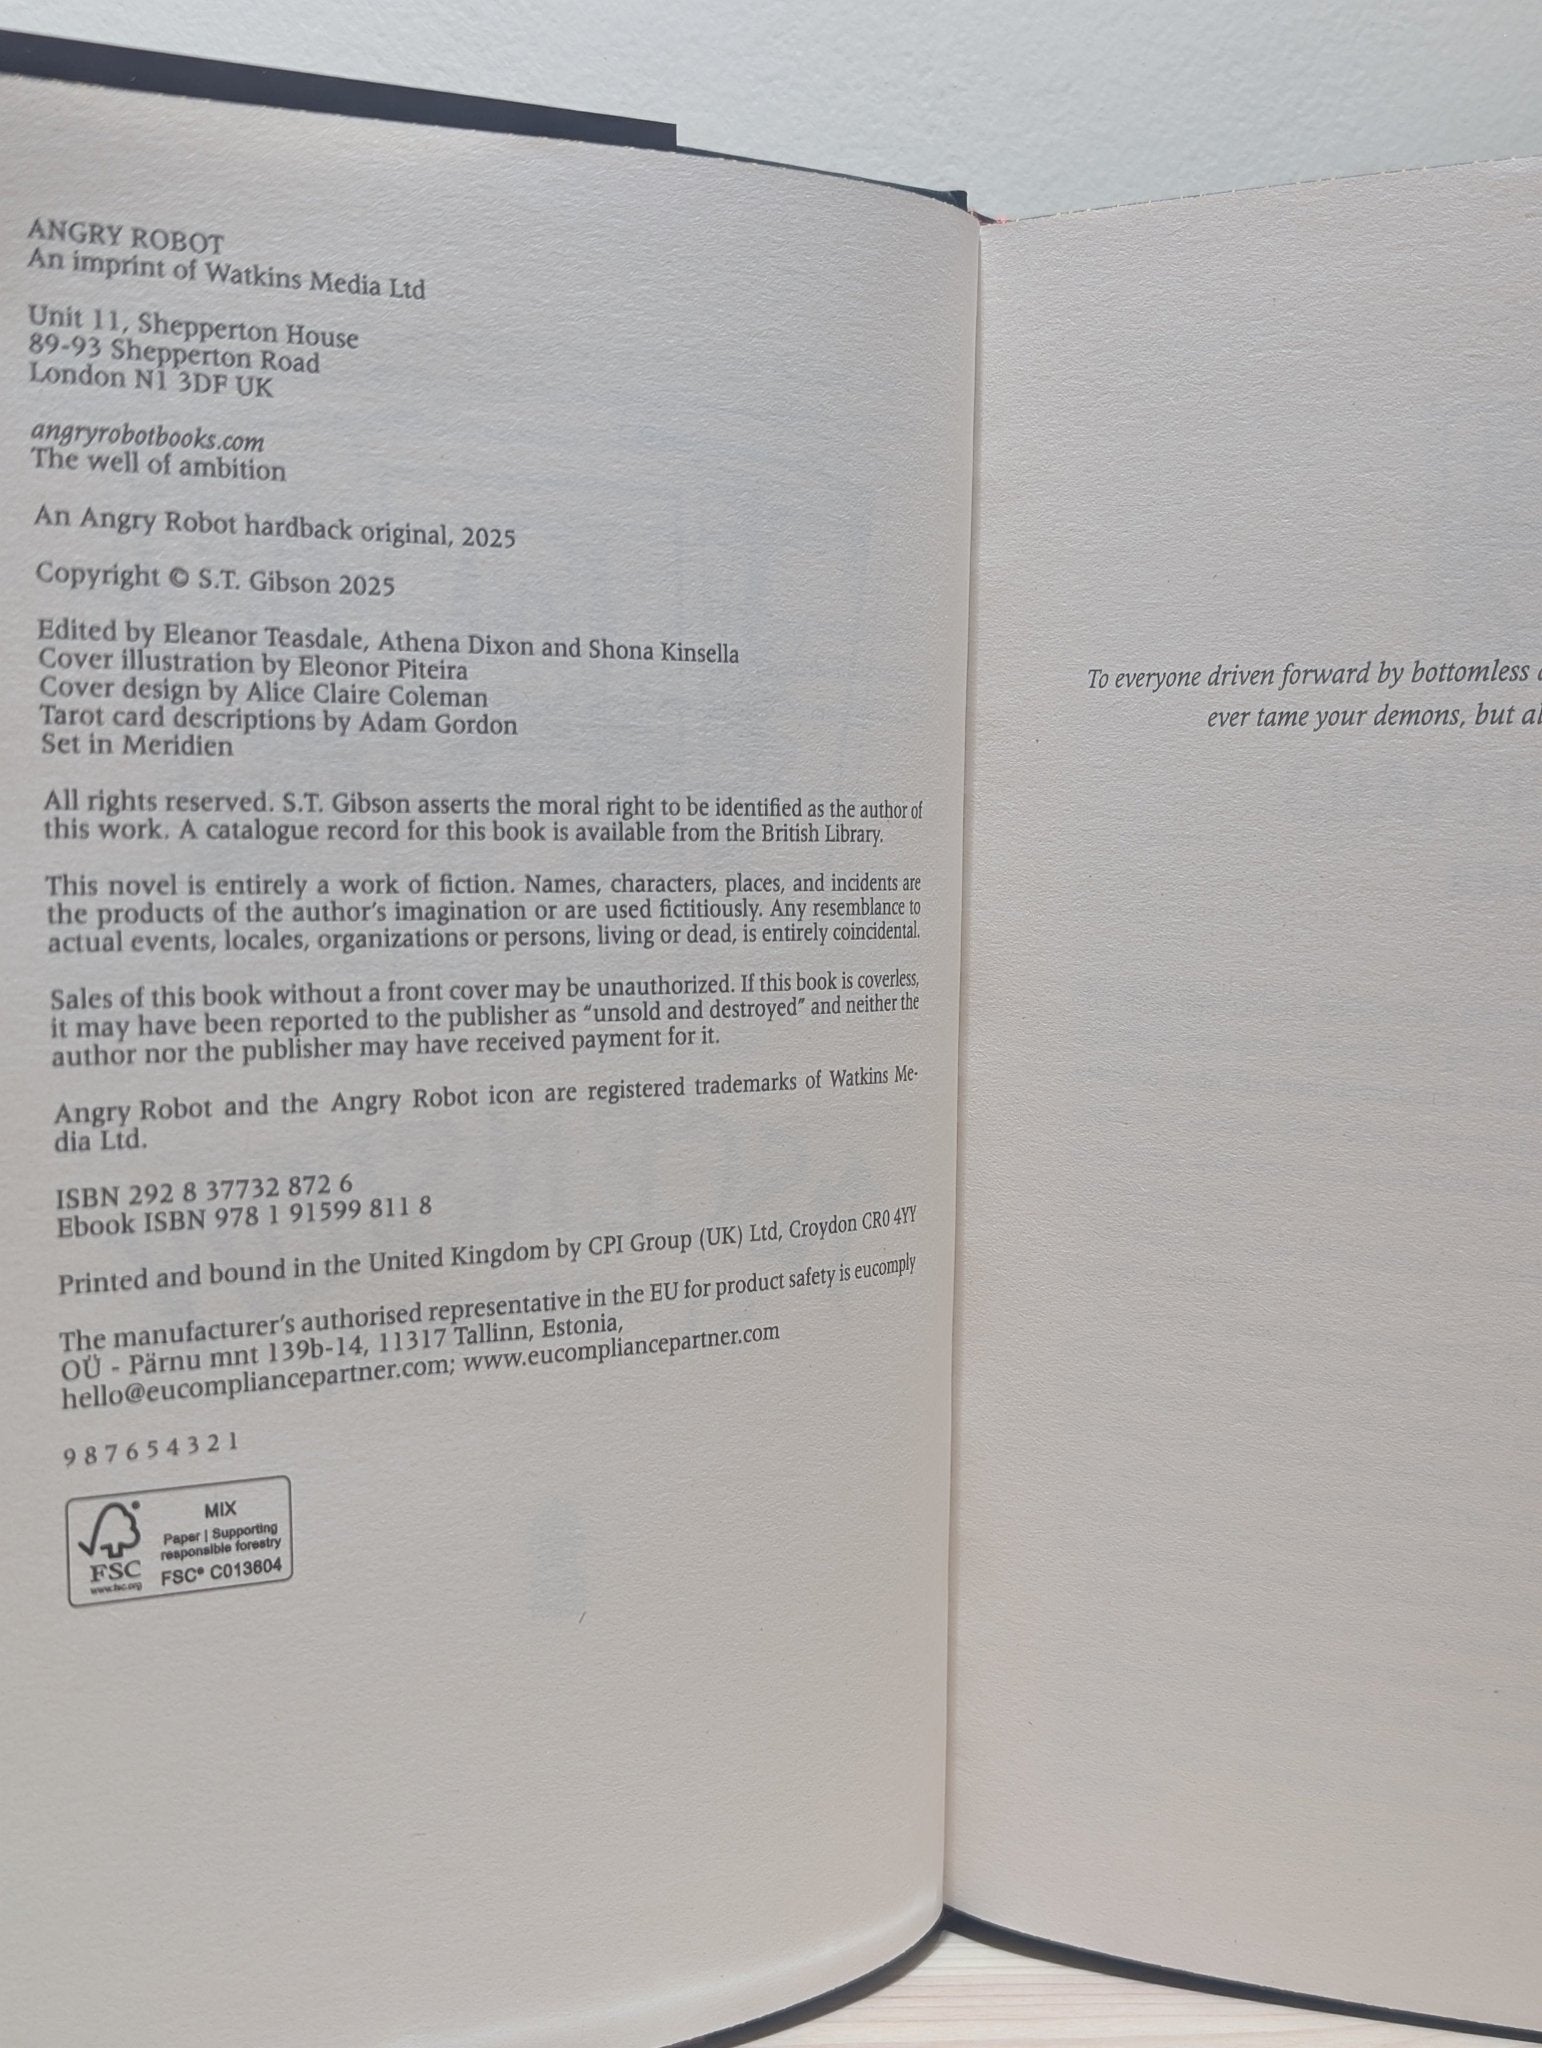 ANGRY ROBOT
An imprint of Watkins Media Ltd
Unit 11, Shepperton House
89-93 Shepperton Road
London N1 3DF UK
angryrobotbooks.com
The well of ambition
An Angry Robot hardback original, 2025
Copyright © S.T. Gibson 2025
Edited by Eleanor Teasdale, Athena Dixon and Shona Kinsella
Cover illustration by Eleonor Piteira
Cover design by Alice Claire Coleman
Tarot card descriptions by Adam Gordon
Set in Meridien
All rights reserved. S.T. Gibson asserts the moral right to be identified as the author of
this work. A catalogue record for this book is available from the British Library.
This novel is entirely a work of fiction. Names, characters, places, and incidents are
the products of the author's imagination or are used fictitiously. Any resemblance to
actual events, locales, organizations or persons, living or dead, is entirely coincidental.
Sales of this book without a front cover may be unauthorized. If this book is coverless,
it may have been reported to the publisher as “unsold and destroyed” and neither the
author nor the publisher may have received payment for it.
Angry Robot and the Angry Robot icon are registered trademarks of Watkins Me-
dia Ltd.
ISBN 292 8 37732 872 6
Ebook ISBN 978 1 91599 811 8
Printed and bound in the United Kingdom by CPI Group (UK) Ltd, Croydon CR0 4YY
The manufacturer's authorised representative in the EU for product safety is eucomply
OÜ - Pärnu mnt 139b-14, 11317 Tallinn, Estonia,
hello@eucompliancepartner.com; www.eucompliancepartner.com
9 8 7 6 5 4 3 2 1
FSC
www.fsc.org
MIX
Paper | Supporting
responsible forestry
FSC® C013604
To everyone driven forward by bottomless
ever tame your demons, but